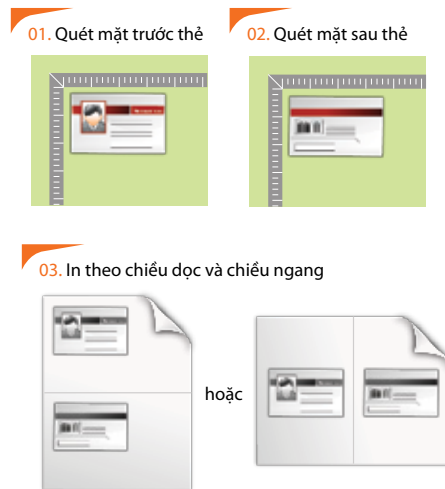 01. Quét mặt trước thẻ
02. Quét mặt sau thẻ
03. In theo chiều dọc và chiều ngang
hoặc